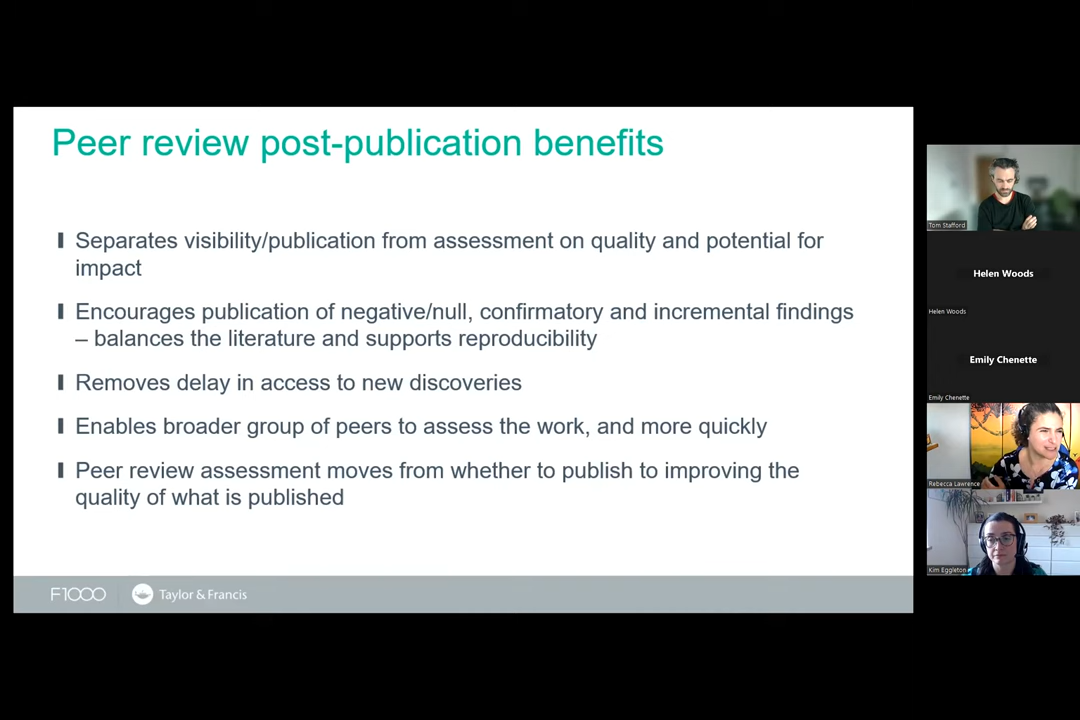 Peer review post-publication benefits
Separates visibility/publication from assessment on quality and potential for
impact
Encourages publication of negative/null, confirmatory and incremental findings
– balances the literature and supports reproducibility
Removes delay in access to new discoveries
Enables broader group of peers to assess the work, and more quickly
Peer review assessment moves from whether to publish to improving the
quality of what is published
F1000
Taylor & Francis
Tom Stafford
Helen Woods
Helen Woods
Emily Chenette
Emily Chenette
Rebecca Lawrence
Kim Eggleton